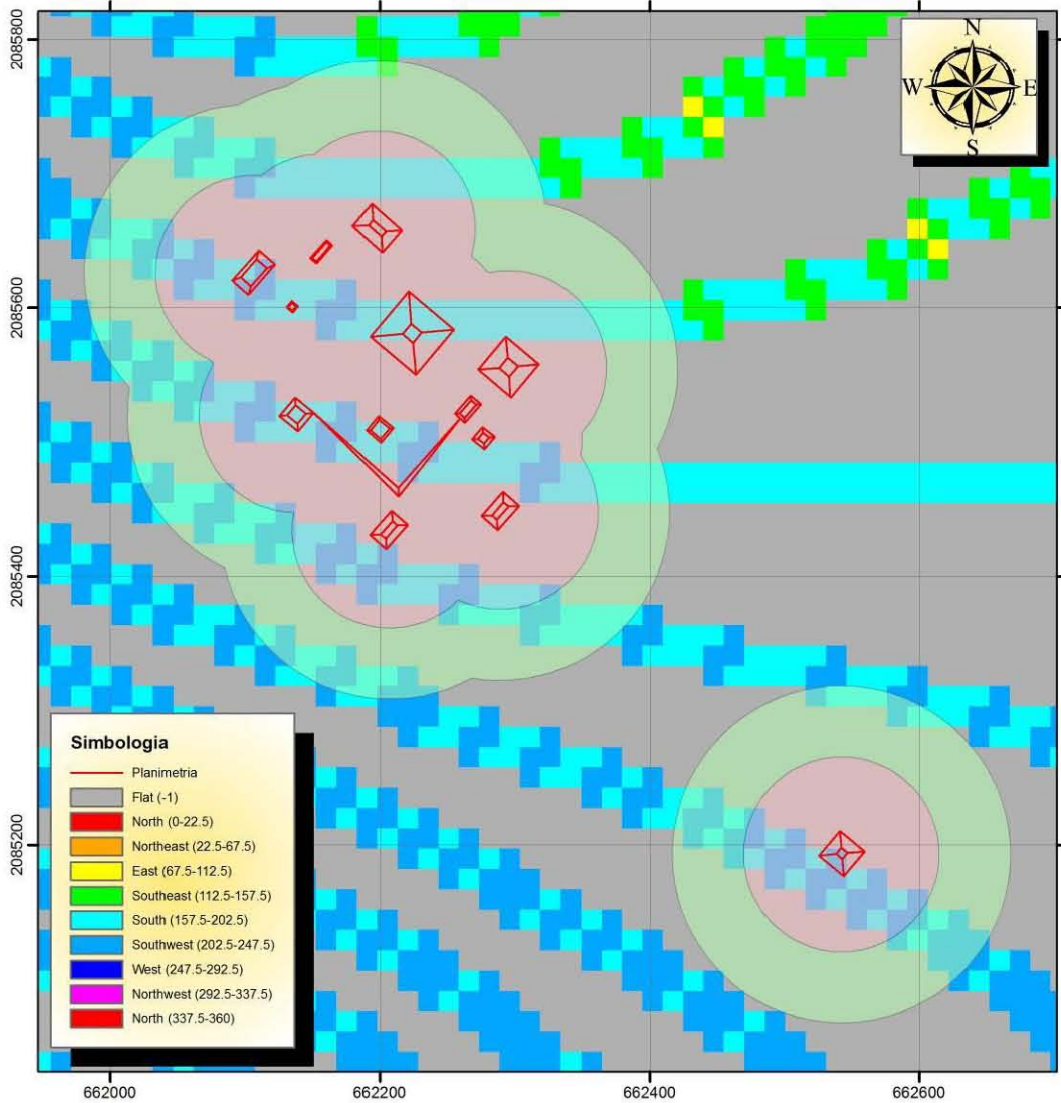 N
W
E
S
2085800
2085600
2085400
2085200
Simbologia
Planimetria
Flat (-1)
North (0-22.5)
Northeast (22.5-67.5)
East (67.5-112.5)
Southeast (112.5-157.5)
South (157.5-202.5)
Southwest (202.5-247.5)
West (247.5-292.5)
Northwest (292.5-337.5)
North (337.5-360)
662000
662200
662400
662600